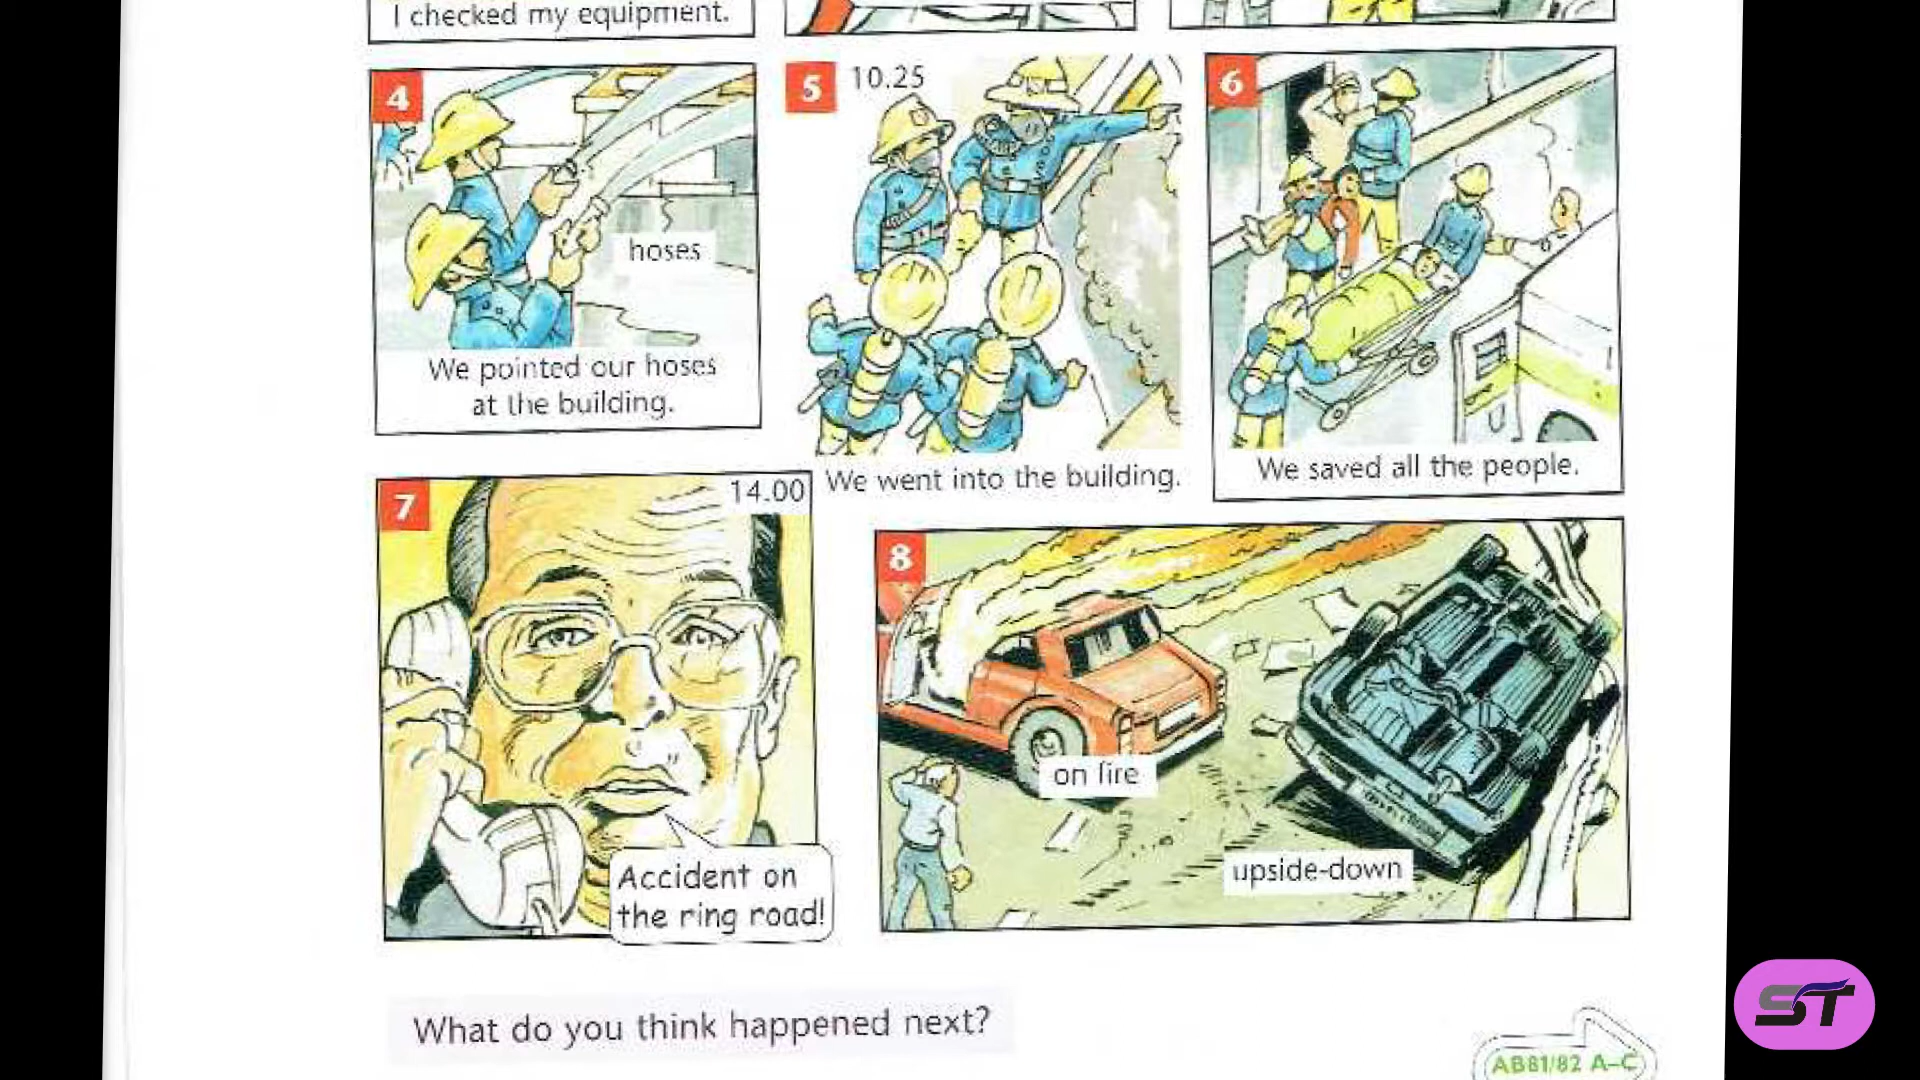 I checked my equipment.
4
hoses
We pointed our hoses
at the building.
5
10.25
We went into the building.
6
We saved all the people.
7
14.00
Accident on
the ring road!
8
on fire
upside-down
What do you think happened next?
AB81/82 A–C
ST